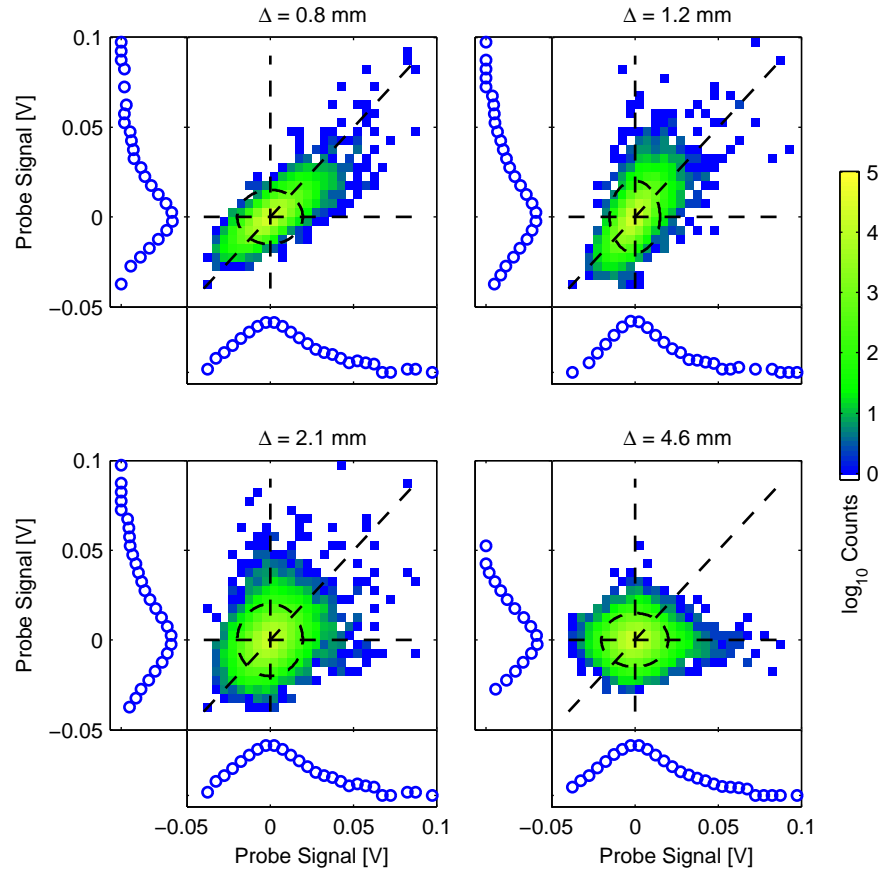 Δ = 0.8 mm
Δ = 1.2 mm
0.1
0.05
0
−0.05
Probe Signal [V]
5
4
3
2
1
0
log10 Counts
Δ = 2.1 mm
Δ = 4.6 mm
0.1
0.05
0
−0.05
Probe Signal [V]
−0.05 0 0.05 0.1
Probe Signal [V]
−0.05 0 0.05 0.1
Probe Signal [V]